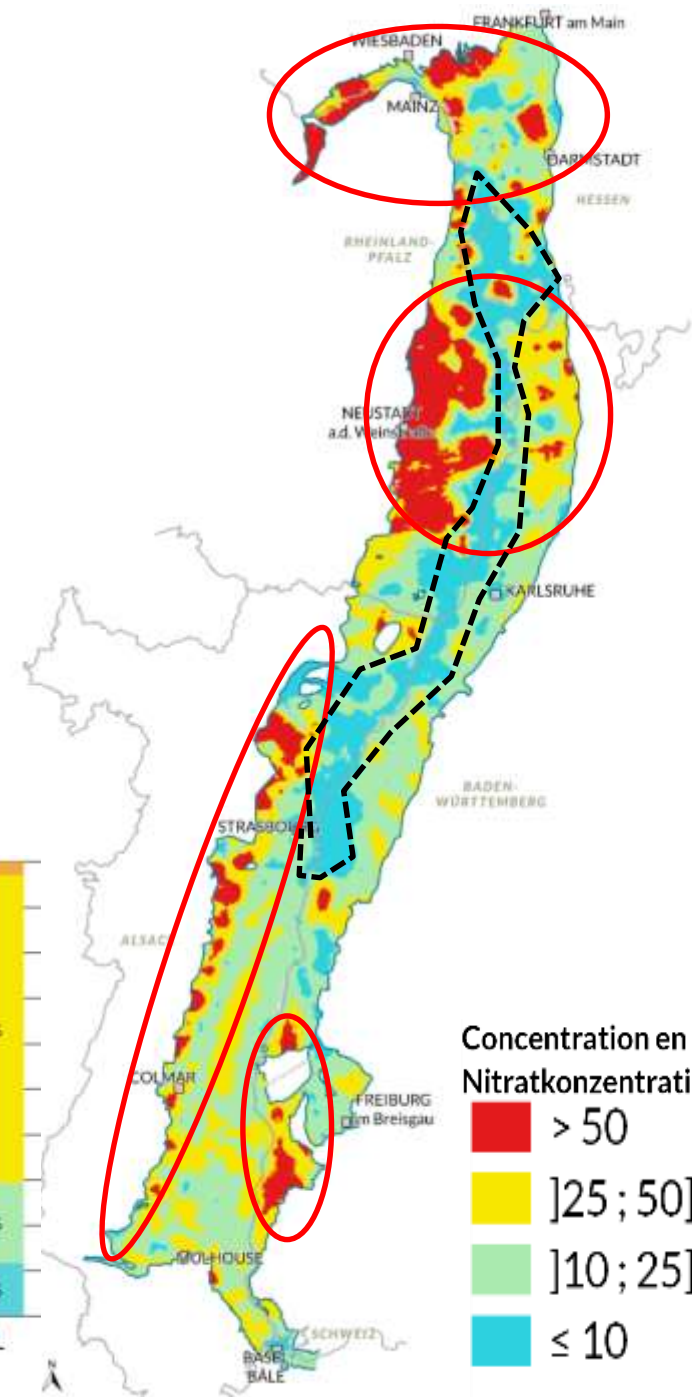 FRANKFURT am Main
WIESBADEN
MAINZ
DARMSTADT
HESSEN
RHEINLAND-
PFALZ
NEUSTADT
a.d. Weinstraße
KARLSRUHE
BADEN-
WÜRTTEMBERG
STRASBOURG
ALSACE
COLMAR
FREIBURG
im Breisgau
MULHOUSE
SCHWEIZ
BASEL
BÂLE
N
Concentration en
Nitratkonzentrati
> 50
]25 ; 50]
]10 ; 25]
≤ 10